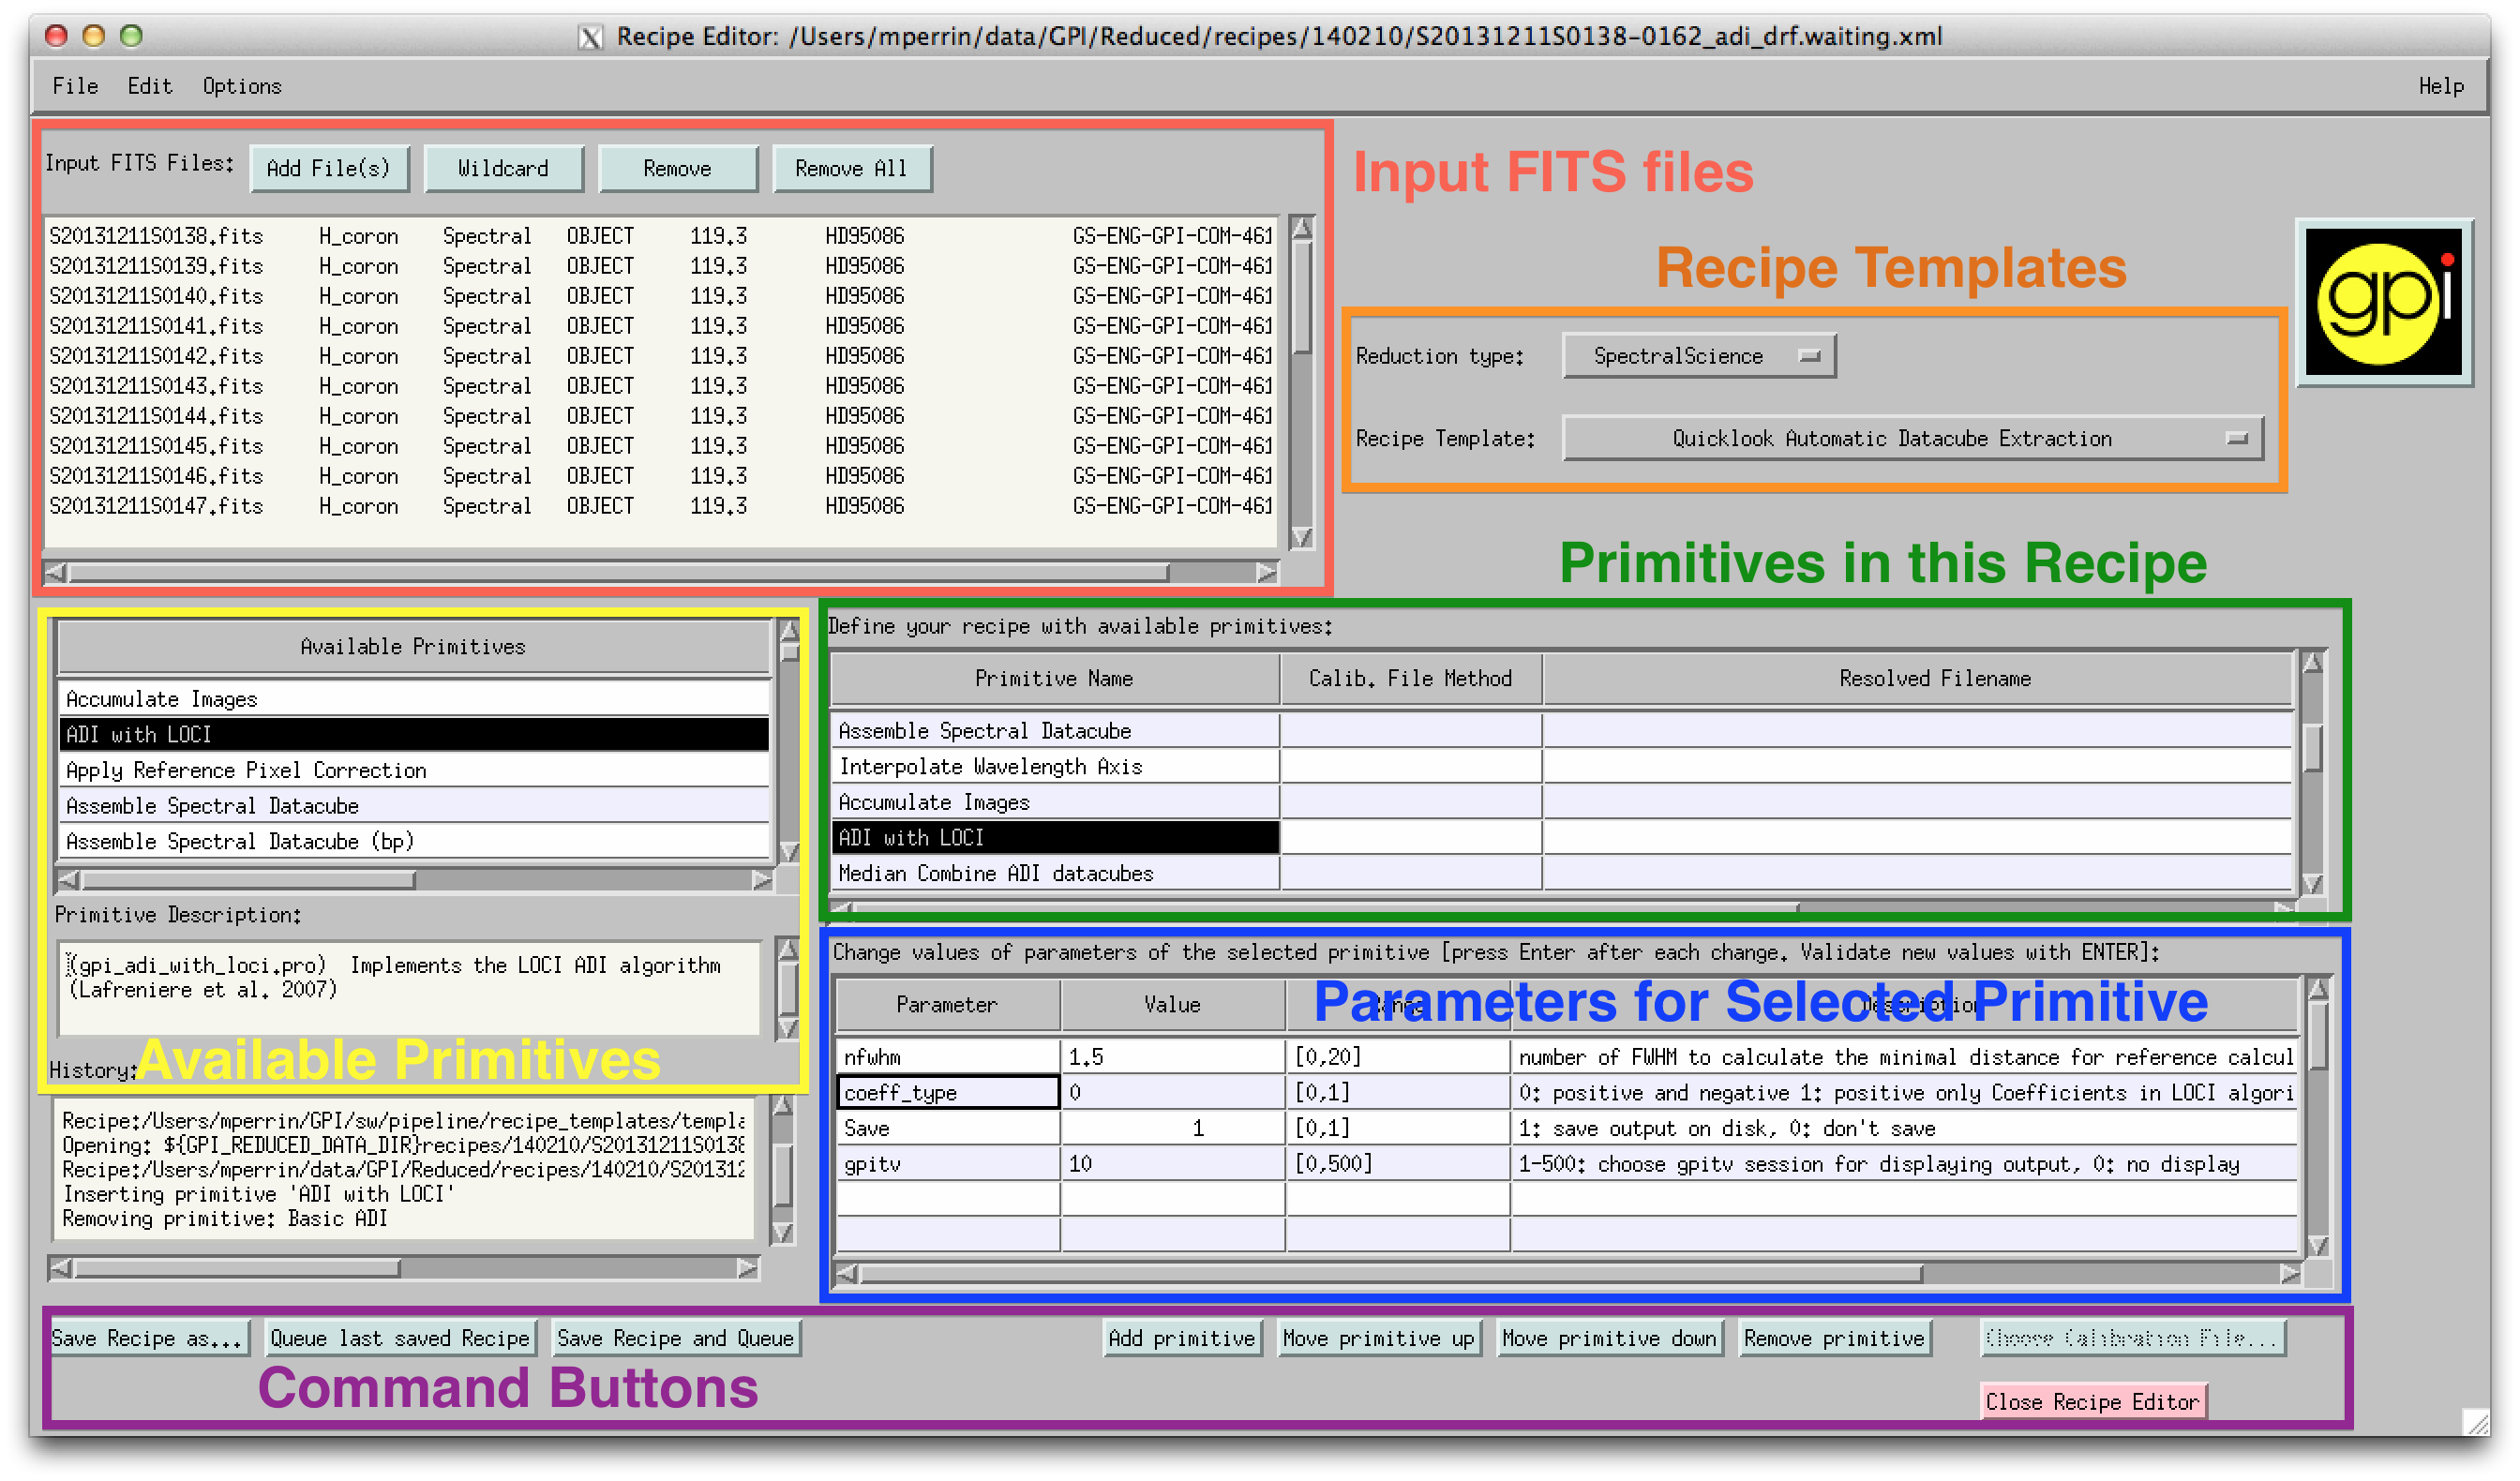 Recipe Editor: /Users/mperrin/data/GPI/Reduced/recipes/140210/S20131211S0138-0162_adi_drf.waiting.xml
File Edit Options Help
Input FITS Files: Add File(s) Wildcard Remove Remove All
Input FITS files
S20131211S0138.fits H_coron Spectral OBJECT 119.3 HD95086 GS-ENG-GPI-COM-461
S20131211S0139.fits H_coron Spectral OBJECT 119.3 HD95086 GS-ENG-GPI-COM-461
S20131211S0140.fits H_coron Spectral OBJECT 119.3 HD95086 GS-ENG-GPI-COM-461
S20131211S0141.fits H_coron Spectral OBJECT 119.3 HD95086 GS-ENG-GPI-COM-461
S20131211S0142.fits H_coron Spectral OBJECT 119.3 HD95086 GS-ENG-GPI-COM-461
S20131211S0143.fits H_coron Spectral OBJECT 119.3 HD95086 GS-ENG-GPI-COM-461
S20131211S0144.fits H_coron Spectral OBJECT 119.3 HD95086 GS-ENG-GPI-COM-461
S20131211S0145.fits H_coron Spectral OBJECT 119.3 HD95086 GS-ENG-GPI-COM-461
S20131211S0146.fits H_coron Spectral OBJECT 119.3 HD95086 GS-ENG-GPI-COM-461
S20131211S0147.fits H_coron Spectral OBJECT 119.3 HD95086 GS-ENG-GPI-COM-461
Recipe Templates
gpi
Reduction type: SpectralScience
Recipe Template: Quicklook Automatic Datacube Extraction
Primitives in this Recipe
Available Primitives
Accumulate Images
ADI with LOCI
Apply Reference Pixel Correction
Assemble Spectral Datacube
Assemble Spectral Datacube (bp)
Primitive Description:
(gpi_adi_with_loci.pro) Implements the LOCI ADI algorithm
(Lafreniere et al. 2007)
Available Primitives
History:
Recipe:/Users/mperrin/GPI/sw/pipeline/recipe_templates/templa
Opening: ${GPI_REDUCED_DATA_DIR}recipes/140210/S20131211S0138
Recipe:/Users/mperrin/data/GPI/Reduced/recipes/140210/S201312
Inserting primitive 'ADI with LOCI'
Removing primitive: Basic ADI
Define your recipe with available primitives:
Primitive Name Calib. File Method Resolved Filename
Assemble Spectral Datacube
Interpolate Wavelength Axis
Accumulate Images
ADI with LOCI
Median Combine ADI datacubes
Change values of parameters of the selected primitive [press Enter after each change. Validate new values with ENTER]:
Parameters for Selected Primitive
Parameter Value Range Description
nfwhm 1.5 [0,20] number of FWHM to calculate the minimal distance for reference calcul
coeff_type 0 [0,1] 0: positive and negative 1: positive only Coefficients in LOCI algori
Save 1 [0,1] 1: save output on disk, 0: don't save
gpitv 10 [0,500] 1-500: choose gpitv session for displaying output, 0: no display
Save Recipe as... Queue last saved Recipe Save Recipe and Queue Add primitive Move primitive up Move primitive down Remove primitive Choose Calibration File...
Command Buttons
Close Recipe Editor